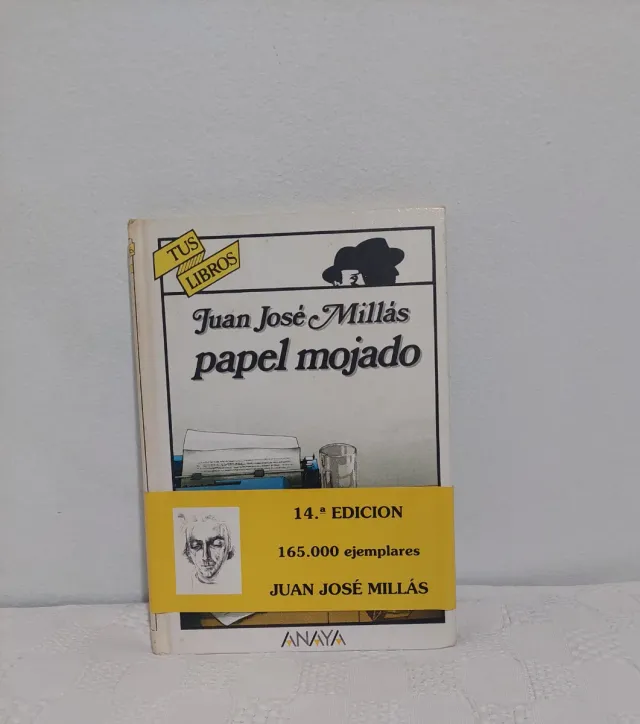 TUS
LIBROS
Juan José Millás
papel mojado
14.ª EDICION
165.000 ejemplares
JUAN JOSÉ MILLÁS
ANAYA